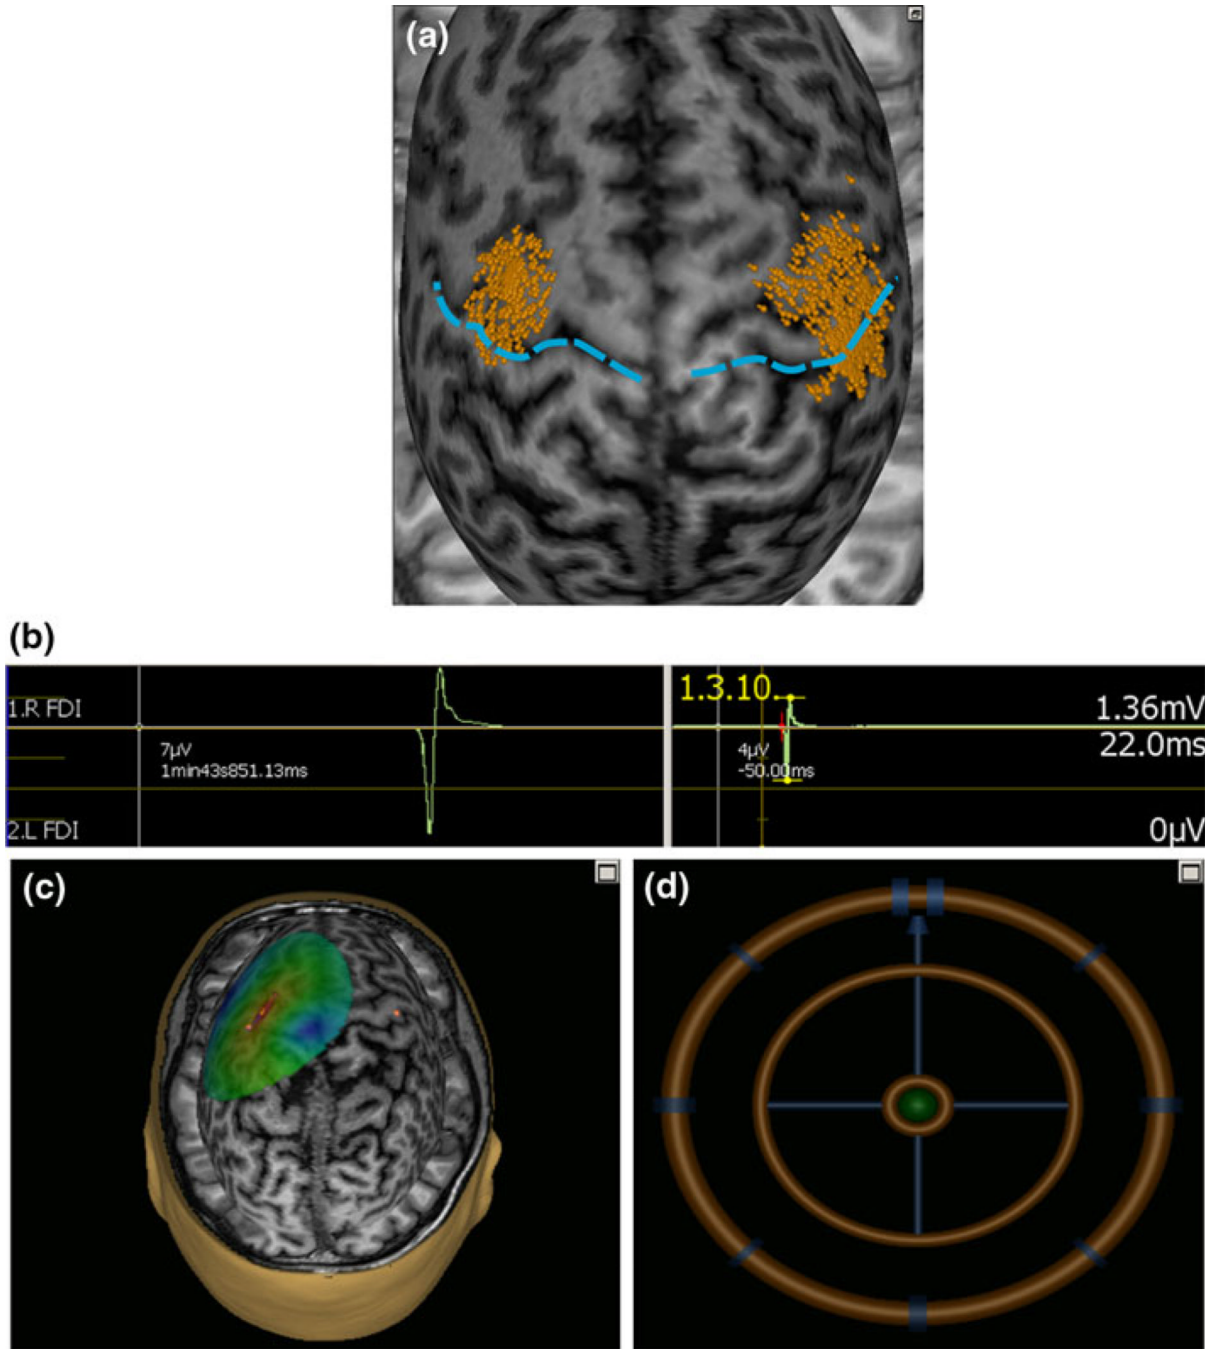 (a)
(b)
1.R FDI
7µV
1min43s851.13ms
2.L FDI
1.3.10.
1.36mV
22.0ms
4µV
-50.00ms
0µV
(c)
(d)